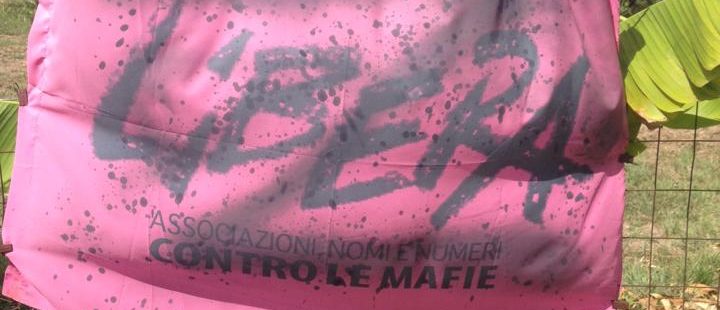 LIBERA
ASSOCIAZIONI, NOMI E NUMERI
CONTRO LE MAFIE